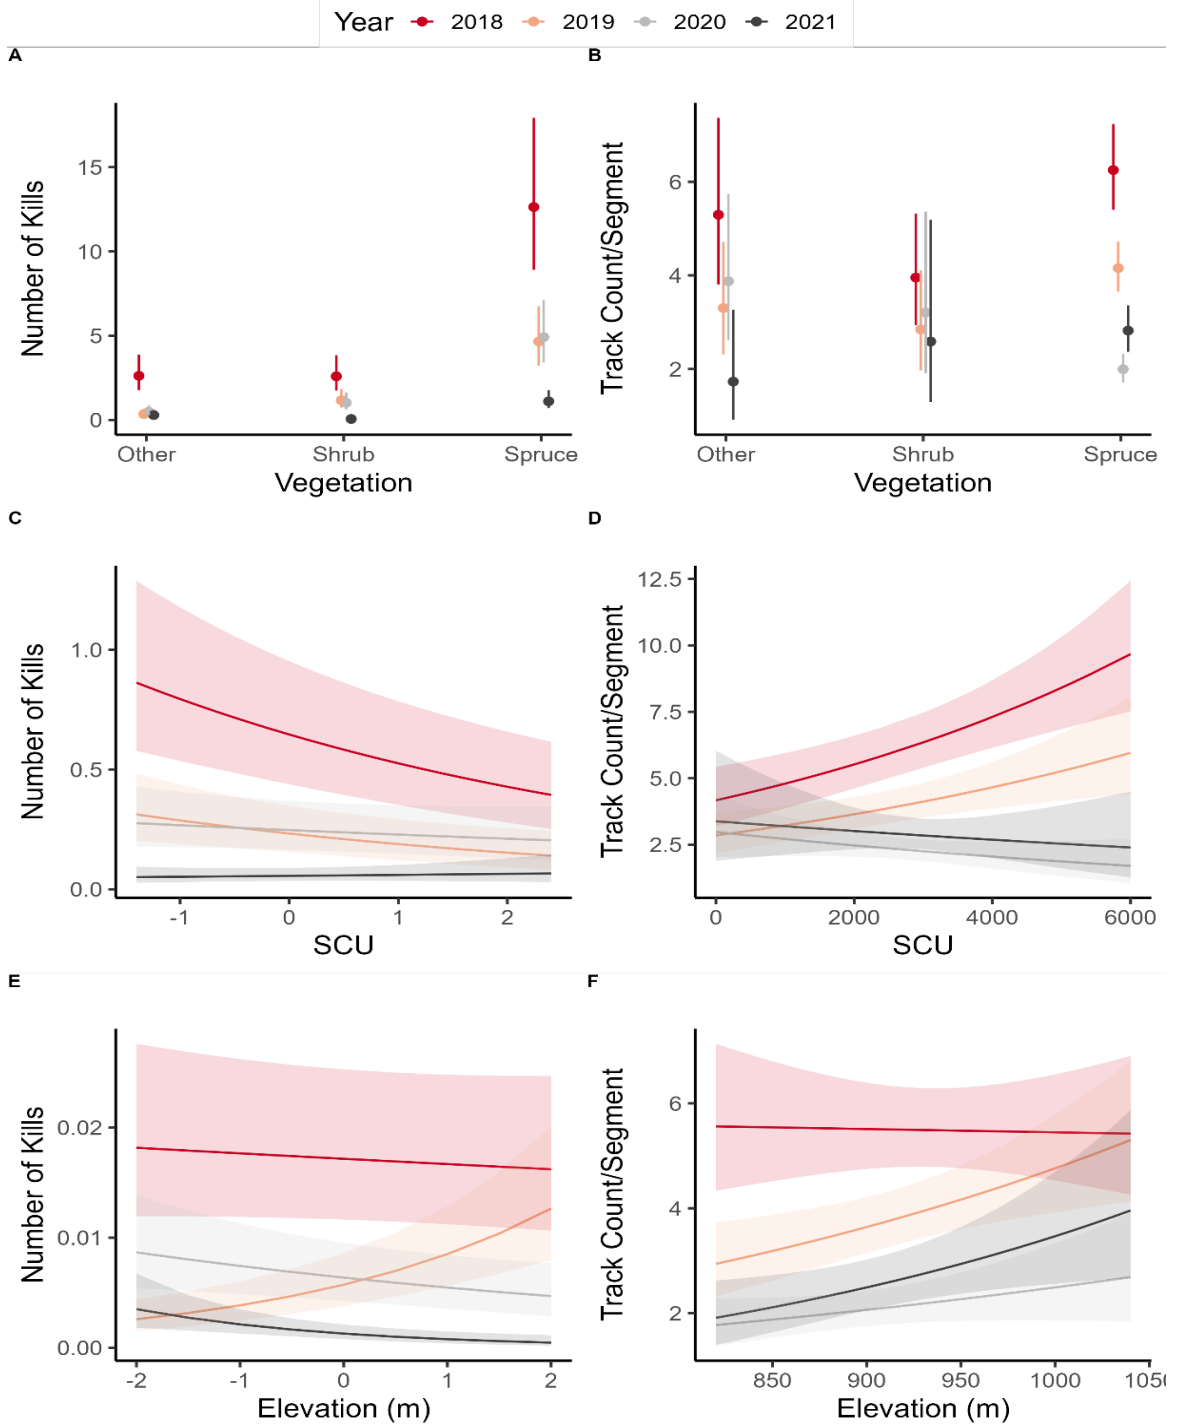 Year 2018 2019 2020 2021
A
Number of Kills
15
10
5
0
Other Shrub Spruce
Vegetation
B
Track Count/Segment
6
4
2
Other Shrub Spruce
Vegetation
C
Number of Kills
1.0
0.5
0.0
-1 0 1 2
SCU
D
Track Count/Segment
12.5
10.0
7.5
5.0
2.5
0 2000 4000 6000
SCU
E
Number of Kills
0.02
0.01
0.00
-2 -1 0 1 2
Elevation (m)
F
Track Count/Segment
6
4
2
850 900 950 1000 1050
Elevation (m)